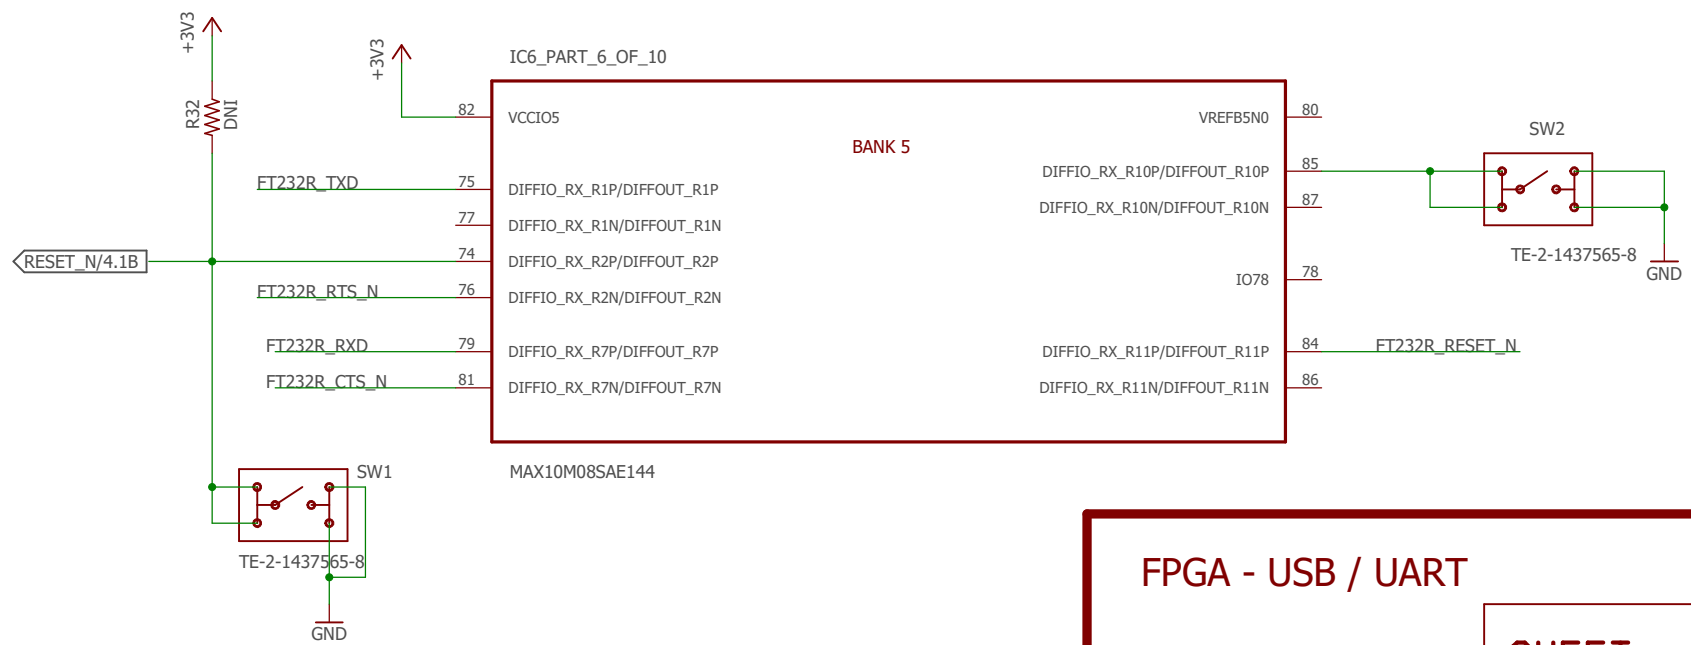 +3V3
R32
DNI
+3V3
IC6_PART_6_OF_10
82 VCCIO5
VREFB5N0 80
BANK 5
SW2
DIFFIO_RX_R10P/DIFFOUT_R10P 85
FT232R_TXD 75 DIFFIO_RX_R1P/DIFFOUT_R1P
DIFFIO_RX_R10N/DIFFOUT_R10N 87
77 DIFFIO_RX_R1N/DIFFOUT_R1N
TE-2-1437565-8
GND
RESET_N/4.1B 74 DIFFIO_RX_R2P/DIFFOUT_R2P
IO78 78
FT232R_RTS_N 76 DIFFIO_RX_R2N/DIFFOUT_R2N
FT232R_RXD 79 DIFFIO_RX_R7P/DIFFOUT_R7P
DIFFIO_RX_R11P/DIFFOUT_R11P 84 FT232R_RESET_N
FT232R_CTS_N 81 DIFFIO_RX_R7N/DIFFOUT_R7N
DIFFIO_RX_R11N/DIFFOUT_R11N 86
SW1
MAX10M08SAE144
TE-2-1437565-8
GND
FPGA - USB / UART